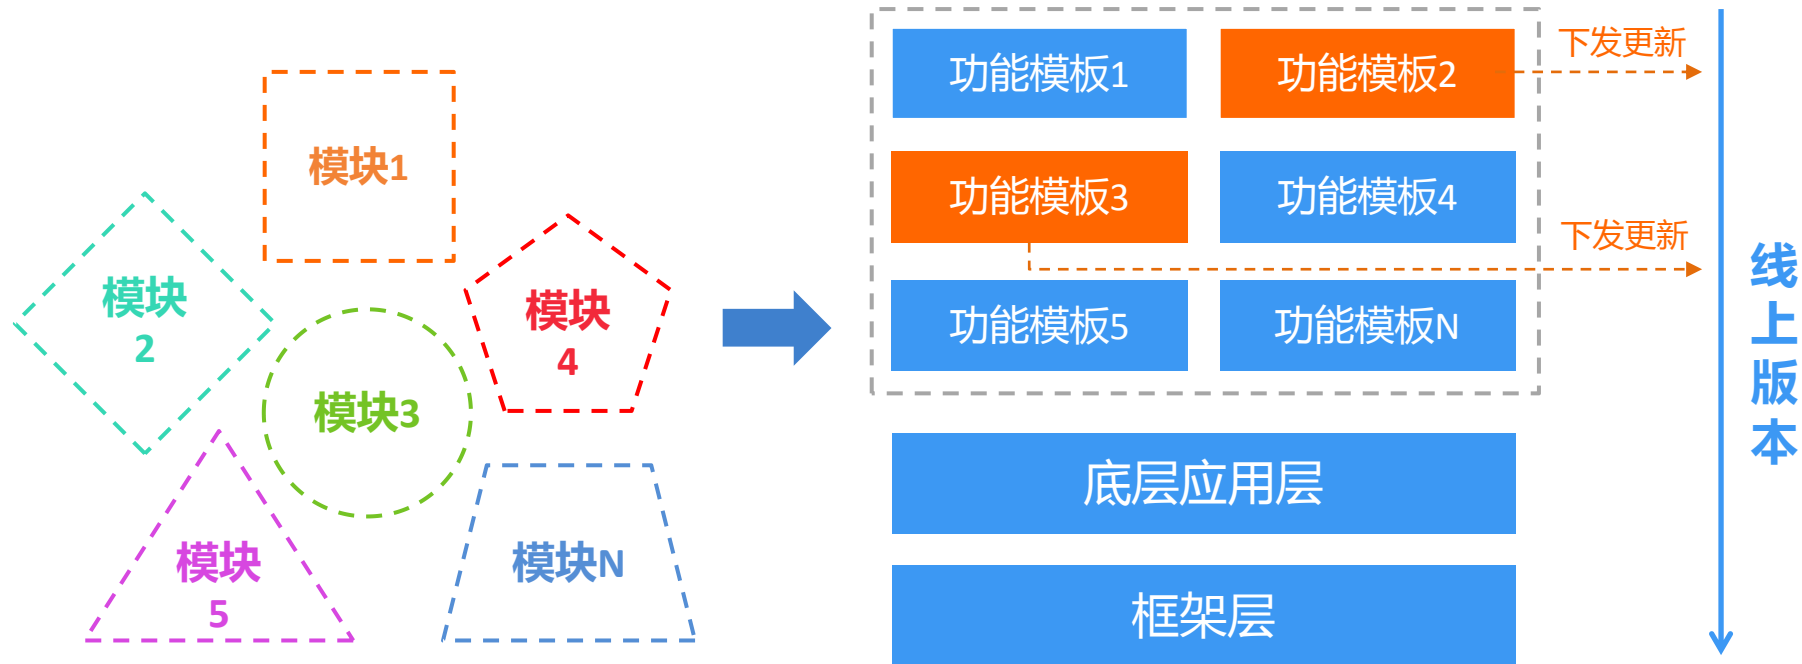 模块1
模块
2
模块3
模块
4
模块
5
模块N
功能模板1
功能模板2
下发更新
功能模板3
功能模板4
下发更新
功能模板5
功能模板N
底层应用层
框架层
线
上
版
本